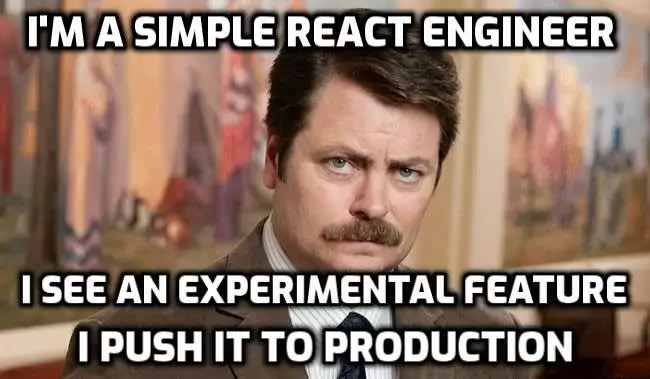 I'M A SIMPLE REACT ENGINEER
I SEE AN EXPERIMENTAL FEATURE
I PUSH IT TO PRODUCTION